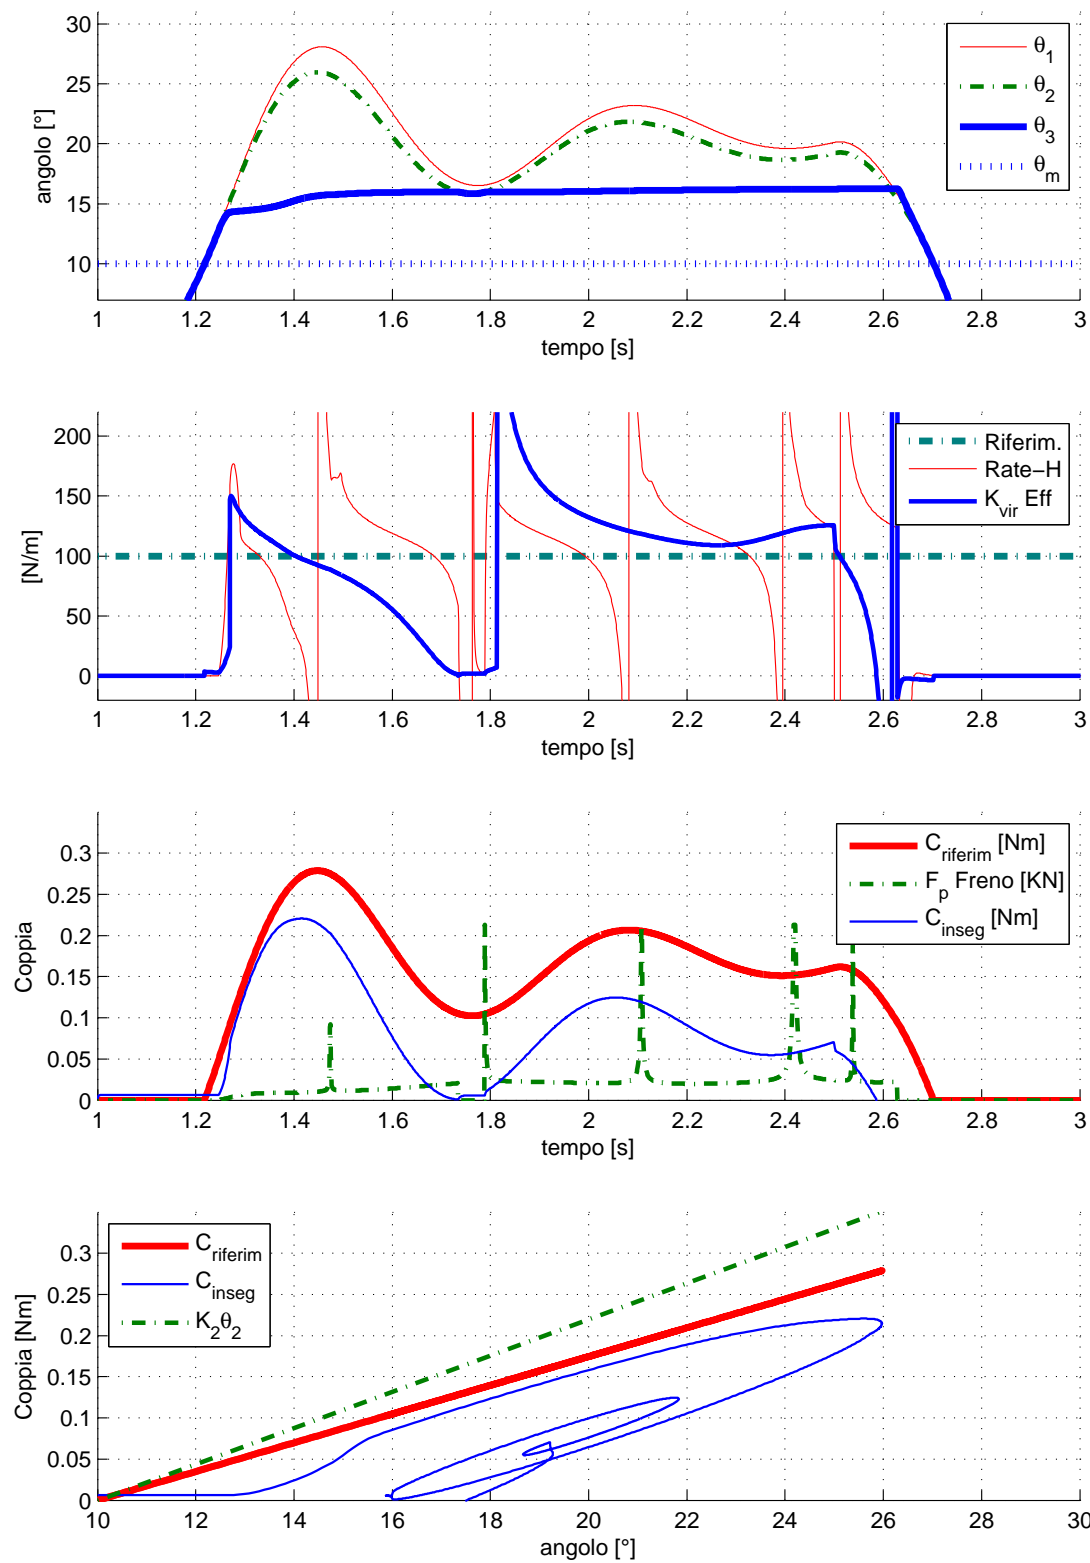 30
25
20
15
10
angolo [°]
θ1
θ2
θ3
θm
1 1.2 1.4 1.6 1.8 2 2.2 2.4 2.6 2.8 3
tempo [s]
200
150
100
50
0
[N/m]
Riferim.
Rate−H
Kvir Eff
1 1.2 1.4 1.6 1.8 2 2.2 2.4 2.6 2.8 3
tempo [s]
0.3
0.25
0.2
0.15
0.1
0.05
0
Coppia
Criferim [Nm]
Fp Freno [KN]
Cinseg [Nm]
1 1.2 1.4 1.6 1.8 2 2.2 2.4 2.6 2.8 3
tempo [s]
0.3
0.25
0.2
0.15
0.1
0.05
0
Coppia [Nm]
Criferim
Cinseg
K2θ2
10 12 14 16 18 20 22 24 26 28 30
angolo [°]